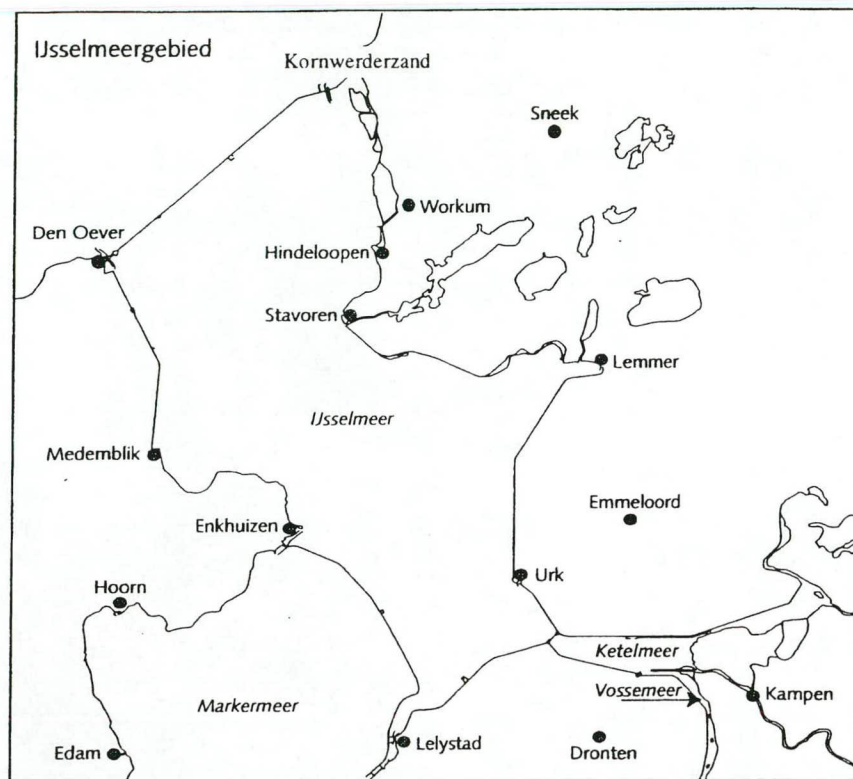 IJsselmeergebied
Kornwerderzand
Sneek
Workum
Den Oever
Hindeloopen
Stavoren
Lemmer
IJsselmeer
Medemblik
Emmeloord
Enkhuizen
Urk
Hoorn
Ketelmeer
Vossemeer
Kampen
Markermeer
Lelystad
Dronten
Edam